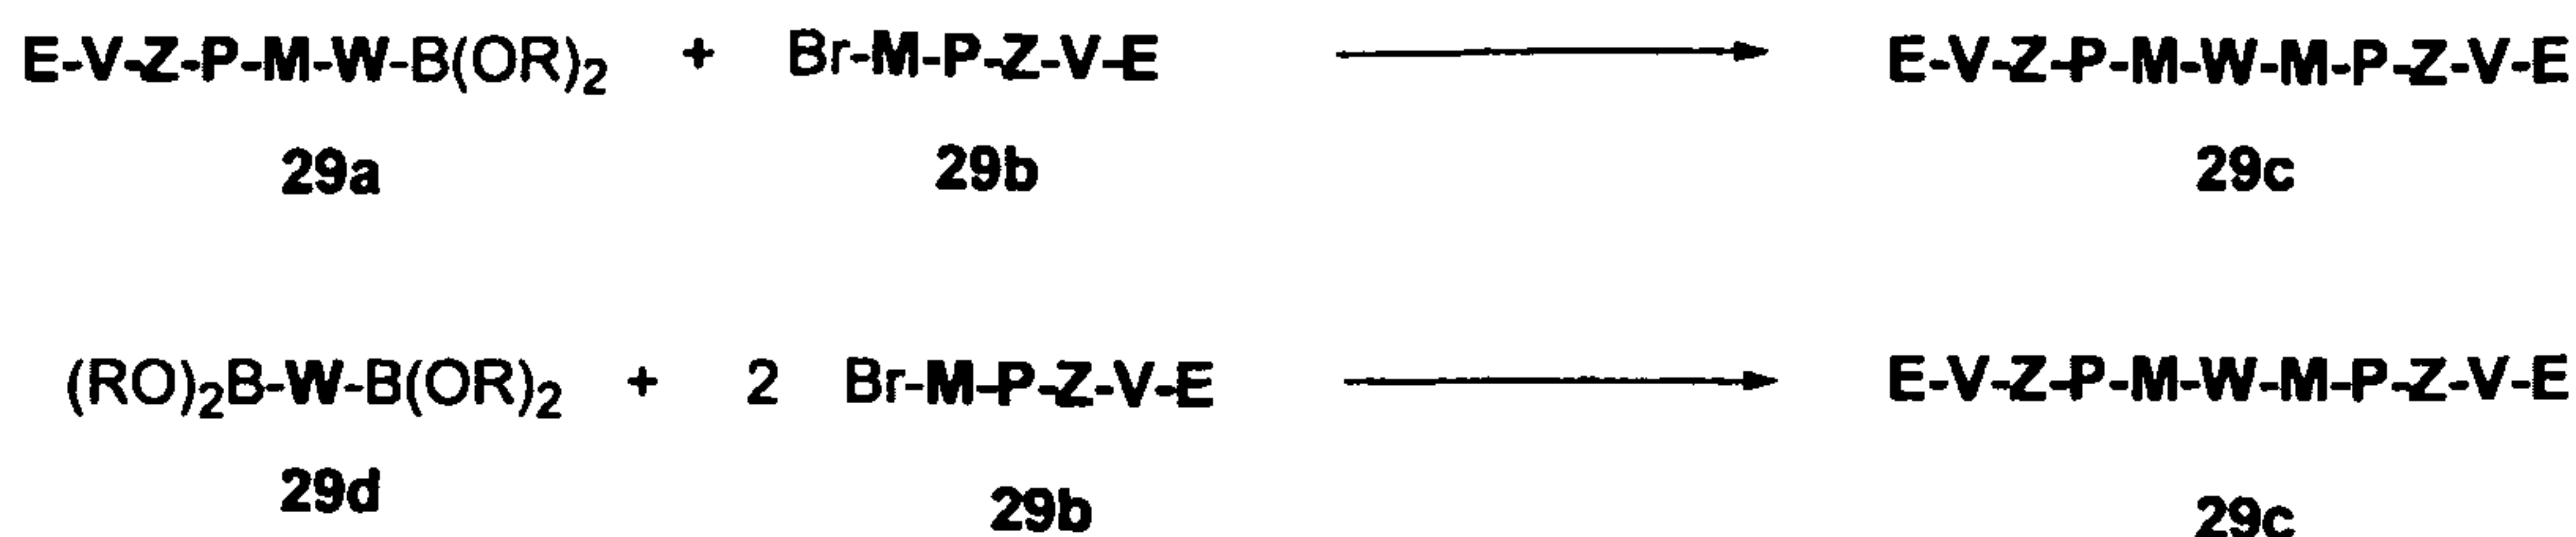 E-V-Z-P-M-W-B(OR)₂ + Br-M-P-Z-V-E E-V-Z-P-M-W-M-P-Z-V-E
29a 29b 29c
(RO)₂B-W-B(OR)₂ + 2 Br-M-P-Z-V-E E-V-Z-P-M-W-M-P-Z-V-E
29d 29b 29c